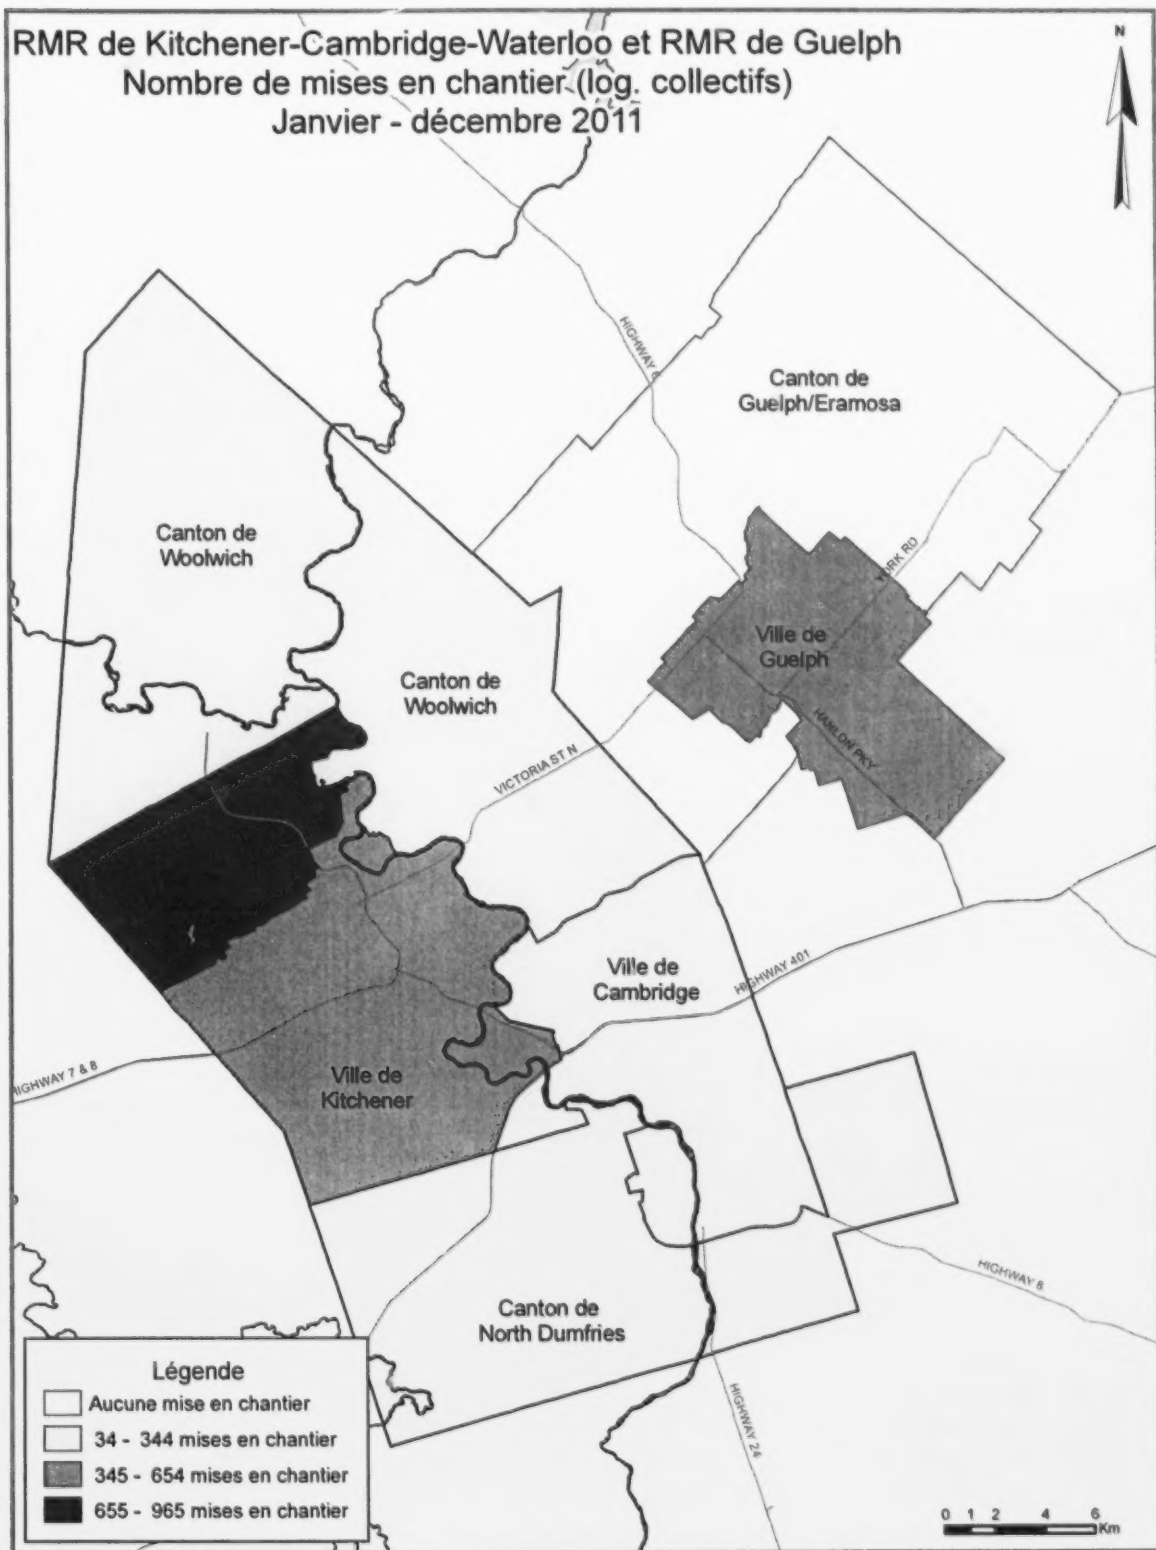 RMR de Kitchener-Cambridge-Waterloo et RMR de Guelph
Nombre de mises en chantier (log. collectifs)
Janvier - décembre 2011
N
HIGHWAY 6
Canton de
Guelph/Eramosa
Canton de
Woolwich
YORK RD
Ville de
Guelph
Canton de
Woolwich
HANLON PKY
VICTORIA ST N
Ville de
Cambridge
HIGHWAY 401
HIGHWAY 7 & 8
Ville de
Kitchener
HIGHWAY 8
Canton de
North Dumfries
HIGHWAY 24
Légende
Aucune mise en chantier
34 - 344 mises en chantier
345 - 654 mises en chantier
655 - 965 mises en chantier
0 1 2 4 6
Km